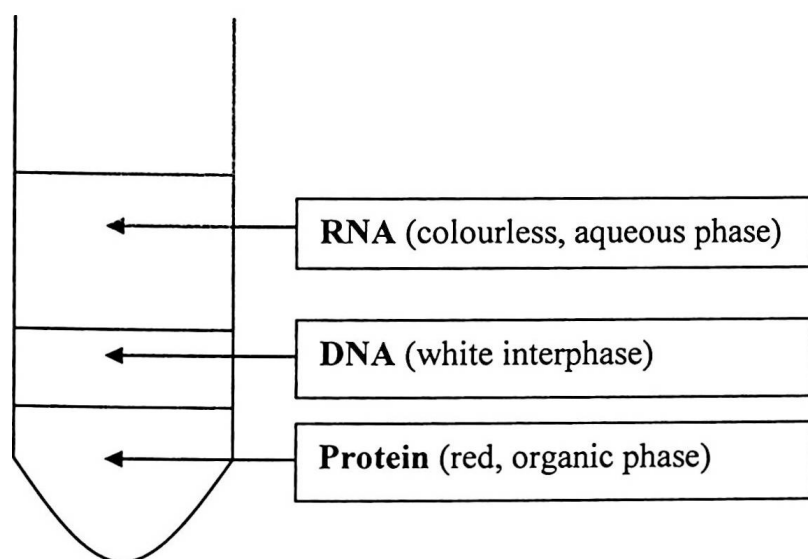 RNA (colourless, aqueous phase)
DNA (white interphase)
Protein (red, organic phase)